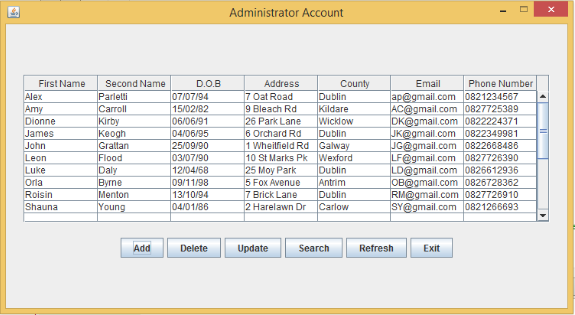 Administrator Account
First Name Second Name D.O.B Address County Email Phone Number
Alex Parletti 07/07/94 7 Oat Road Dublin ap@gmail.com 0821234567
Amy Carroll 15/02/82 9 Bleach Rd Kildare AC@gmail.com 0827725389
Dionne Kirby 06/06/91 26 Park Lane Wicklow DK@gmail.com 0822224371
James Keogh 04/06/95 6 Orchard Rd Dublin JK@gmail.com 0822349981
John Grattan 25/09/90 1 Wheitfield Rd Galway JG@gmail.com 0822668486
Leon Flood 03/07/90 10 St Marks Pk Wexford LF@gmail.com 0827726390
Luke Daly 12/04/68 25 Moy Park Dublin LD@gmail.com 0826612936
Orla Byrne 09/11/98 5 Fox Avenue Antrim OB@gmail.com 0826728362
Roisin Menton 13/10/94 7 Brick Lane Dublin RM@gmail.com 0827726910
Shauna Young 04/01/86 2 Harelawn Dr Carlow SY@gmail.com 0821266693
Add Delete Update Search Refresh Exit